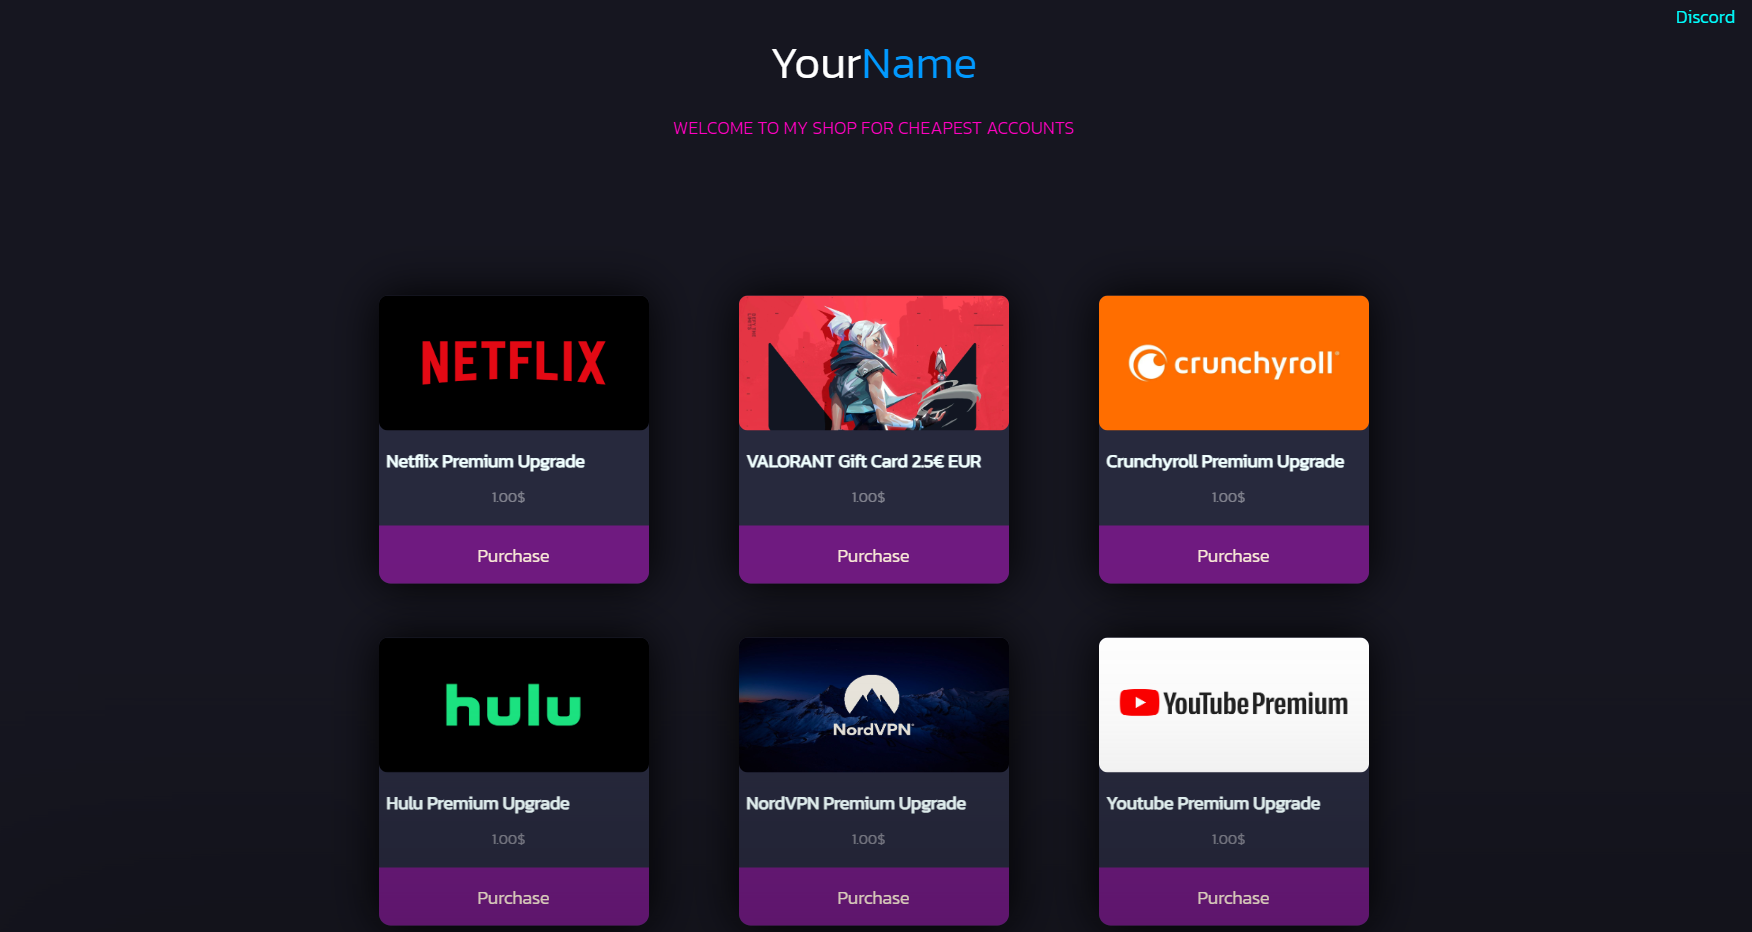 Discord
YourName
WELCOME TO MY SHOP FOR CHEAPEST ACCOUNTS
NETFLIX
crunchyroll
Netflix Premium Upgrade
VALORANT Gift Card 2.5€ EUR
Crunchyroll Premium Upgrade
1.00$
1.00$
1.00$
Purchase
Purchase
Purchase
hulu
NordVPN
YouTube Premium
Hulu Premium Upgrade
NordVPN Premium Upgrade
Youtube Premium Upgrade
1.00$
1.00$
1.00$
Purchase
Purchase
Purchase